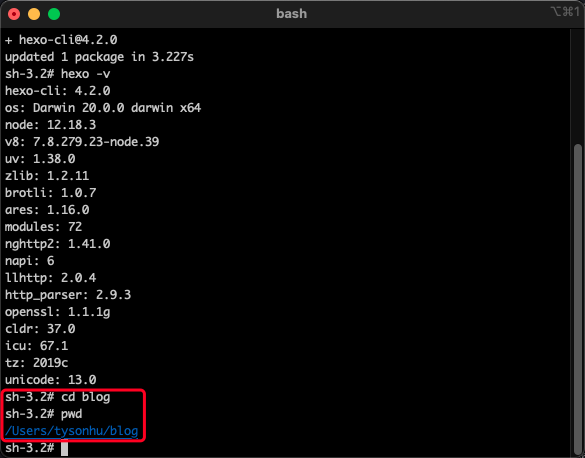 bash
⌥⌘1
+ hexo-cli@4.2.0
updated 1 package in 3.227s
sh-3.2# hexo -v
hexo-cli: 4.2.0
os: Darwin 20.0.0 darwin x64
node: 12.18.3
v8: 7.8.279.23-node.39
uv: 1.38.0
zlib: 1.2.11
brotli: 1.0.7
ares: 1.16.0
modules: 72
nghttp2: 1.41.0
napi: 6
llhttp: 2.0.4
http_parser: 2.9.3
openssl: 1.1.1g
cldr: 37.0
icu: 67.1
tz: 2019c
unicode: 13.0
sh-3.2# cd blog
sh-3.2# pwd
/Users/tysonhu/blog
sh-3.2#